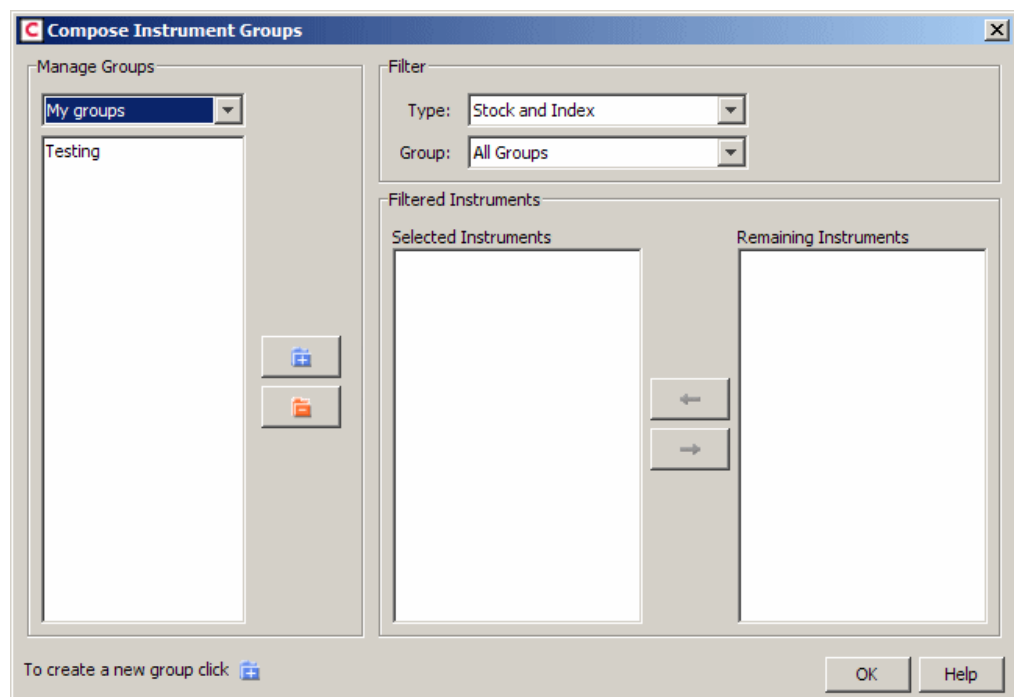 C Compose Instrument Groups
Manage Groups
My groups
Testing
Filter
Type: Stock and Index
Group: All Groups
Filtered Instruments
Selected Instruments
Remaining Instruments
To create a new group click
OK
Help